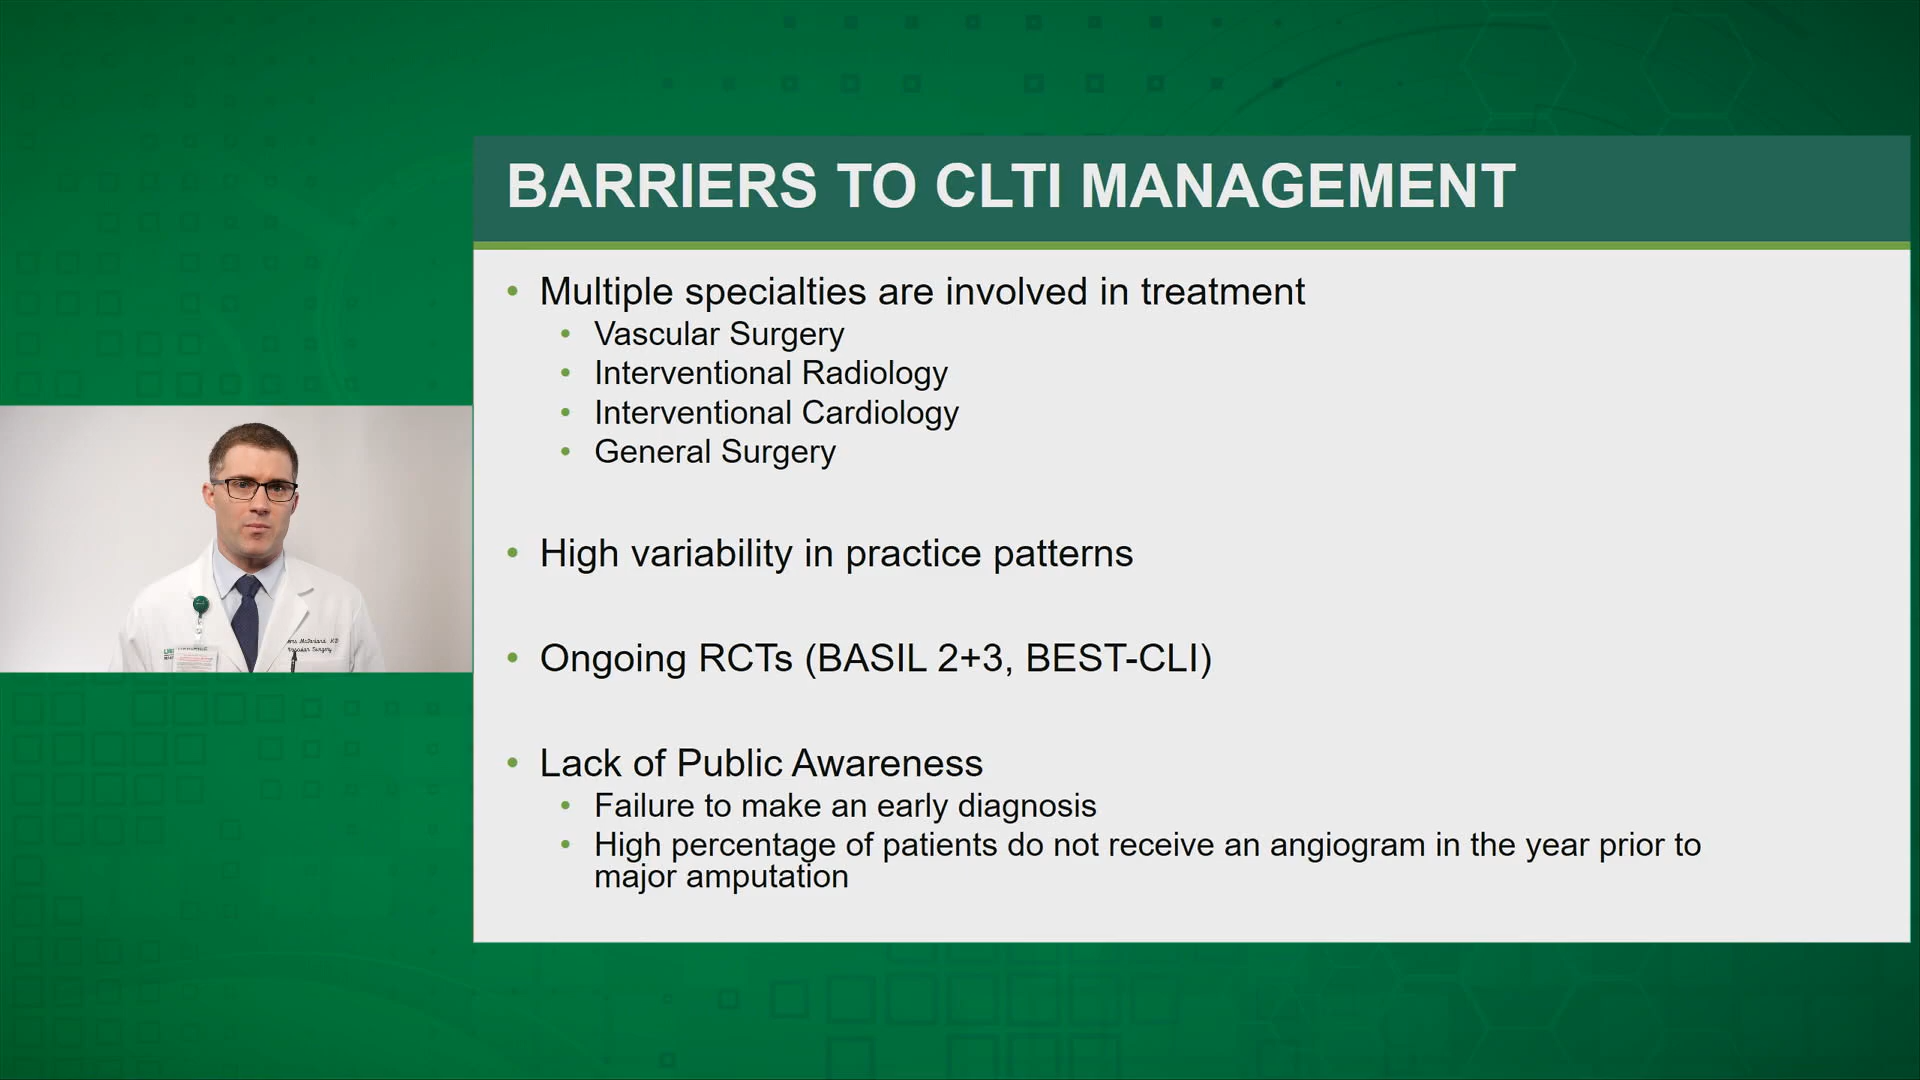 BARRIERS TO CLTI MANAGEMENT
• Multiple specialties are involved in treatment
• Vascular Surgery
• Interventional Radiology
• Interventional Cardiology
• General Surgery
• High variability in practice patterns
• Ongoing RCTs (BASIL 2+3, BEST-CLI)
• Lack of Public Awareness
• Failure to make an early diagnosis
• High percentage of patients do not receive an angiogram in the year prior to
major amputation
McFarland, MD
Vascular Surgery